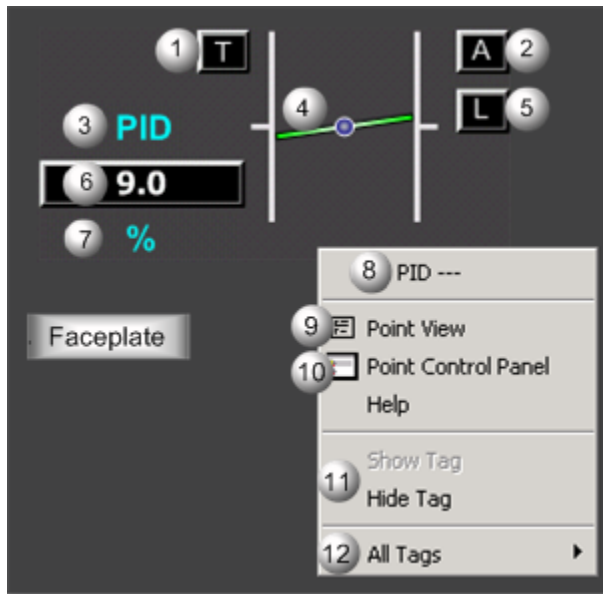 1 T A 2
4 L 5
3 PID
6 9.0
7 %
8 PID ---
Faceplate
9 Point View
10 Point Control Panel
Help
Show Tag
11
Hide Tag
12 All Tags